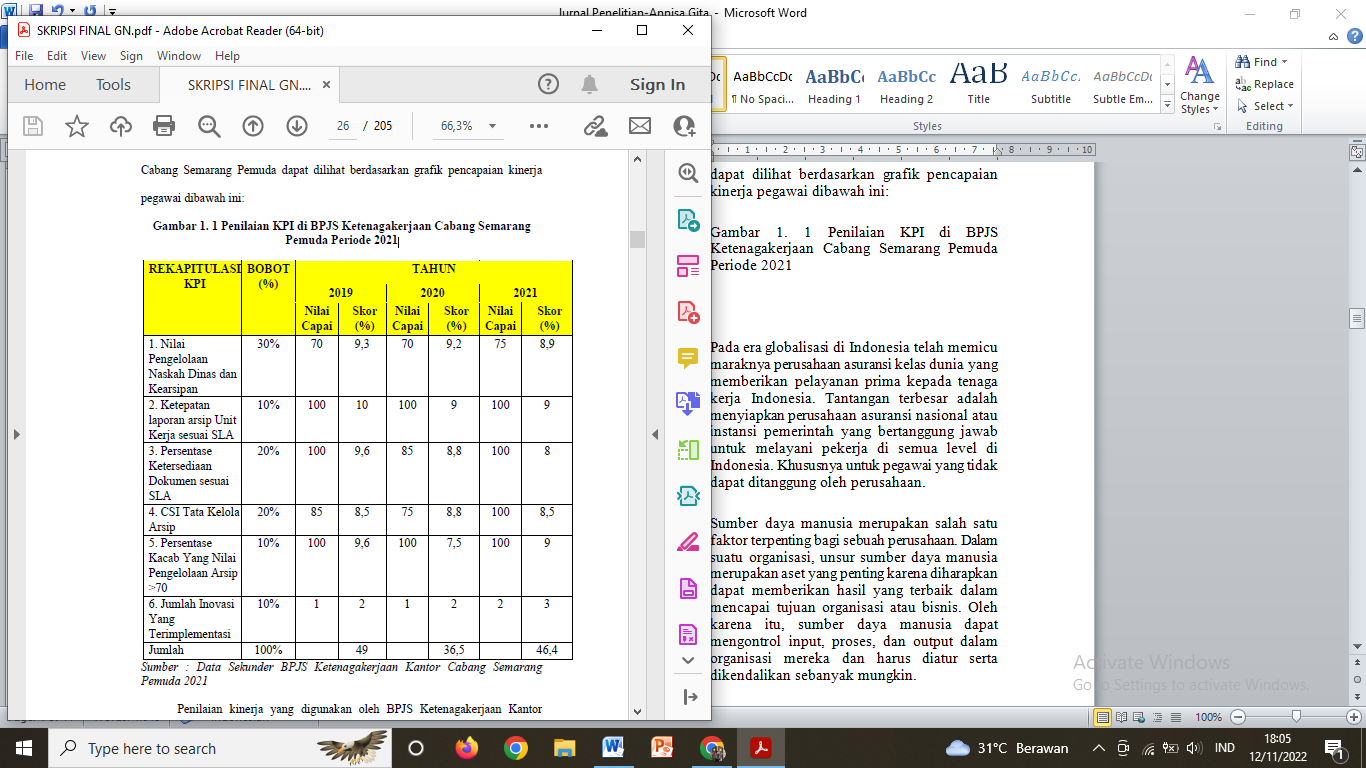 Jurnal Penelitian-Annisa Gita - Microsoft Word
SKRIPSI FINAL GN.pdf - Adobe Acrobat Reader (64-bit)
File Edit View Sign Window Help
Home Tools SKRIPSI FINAL GN.... × Sign In
26 / 205 66,3%
Cabang Semarang Pemuda dapat dilihat berdasarkan grafik pencapaian kinerja
pegawai dibawah ini:
Gambar 1. 1 Penilaian KPI di BPJS Ketenagakerjaan Cabang Semarang
Pemuda Periode 2021
REKAPITULASI BOBOT TAHUN
KPI (%)
2019 2020 2021
Nilai Skor Nilai Skor Nilai Skor
Capai (%) Capai (%) Capai (%)
1. Nilai 30% 70 9,3 70 9,2 75 8,9
Pengelolaan
Naskah Dinas dan
Kearsipan
2. Ketepatan 10% 100 10 100 9 100 9
laporan arsip Unit
Kerja sesuai SLA
3. Persentase 20% 100 9,6 85 8,8 100 8
Ketersediaan
Dokumen sesuai
SLA
4. CSI Tata Kelola 20% 85 8,5 75 8,8 100 8,5
Arsip
5. Persentase 10% 100 9,6 100 7,5 100 9
Kacab Yang Nilai
Pengelolaan Arsip
>70
6. Jumlah Inovasi 10% 1 2 1 2 2 3
Yang
Terimplementasi
Jumlah 100% 49 36,5 46,4
Sumber : Data Sekunder BPJS Ketenagakerjaan Kantor Cabang Semarang
Pemuda 2021
Penilaian kinerja yang digunakan oleh BPJS Ketenagakerjaan Kantor
AaBbCcDc AaBbC AaBbCc AaB AaBbCc. AaBbCcDc
¶ No Spaci... Heading 1 Heading 2 Title Subtitle Subtle Em...
Change
Styles
Find
Replace
Select
Styles Editing
1 2 3 4 5 6 7 8 9 10
dapat dilihat berdasarkan grafik pencapaian
kinerja pegawai dibawah ini:
Gambar 1. 1 Penilaian KPI di BPJS
Ketenagakerjaan Cabang Semarang Pemuda
Periode 2021
Pada era globalisasi di Indonesia telah memicu
maraknya perusahaan asuransi kelas dunia yang
memberikan pelayanan prima kepada tenaga
kerja Indonesia. Tantangan terbesar adalah
menyiapkan perusahaan asuransi nasional atau
instansi pemerintah yang bertanggung jawab
untuk melayani pekerja di semua level di
Indonesia. Khususnya untuk pegawai yang tidak
dapat ditanggung oleh perusahaan.
Sumber daya manusia merupakan salah satu
faktor terpenting bagi sebuah perusahaan. Dalam
suatu organisasi, unsur sumber daya manusia
merupakan aset yang penting karena diharapkan
dapat memberikan hasil yang terbaik dalam
mencapai tujuan organisasi atau bisnis. Oleh
karena itu, sumber daya manusia dapat
mengontrol input, proses, dan output dalam
organisasi mereka dan harus diatur serta
dikendalikan sebanyak mungkin.
Activate Windows
Go to Settings to activate Windows.
100%
Type here to search
31°C Berawan
IND
18:05
12/11/2022
1